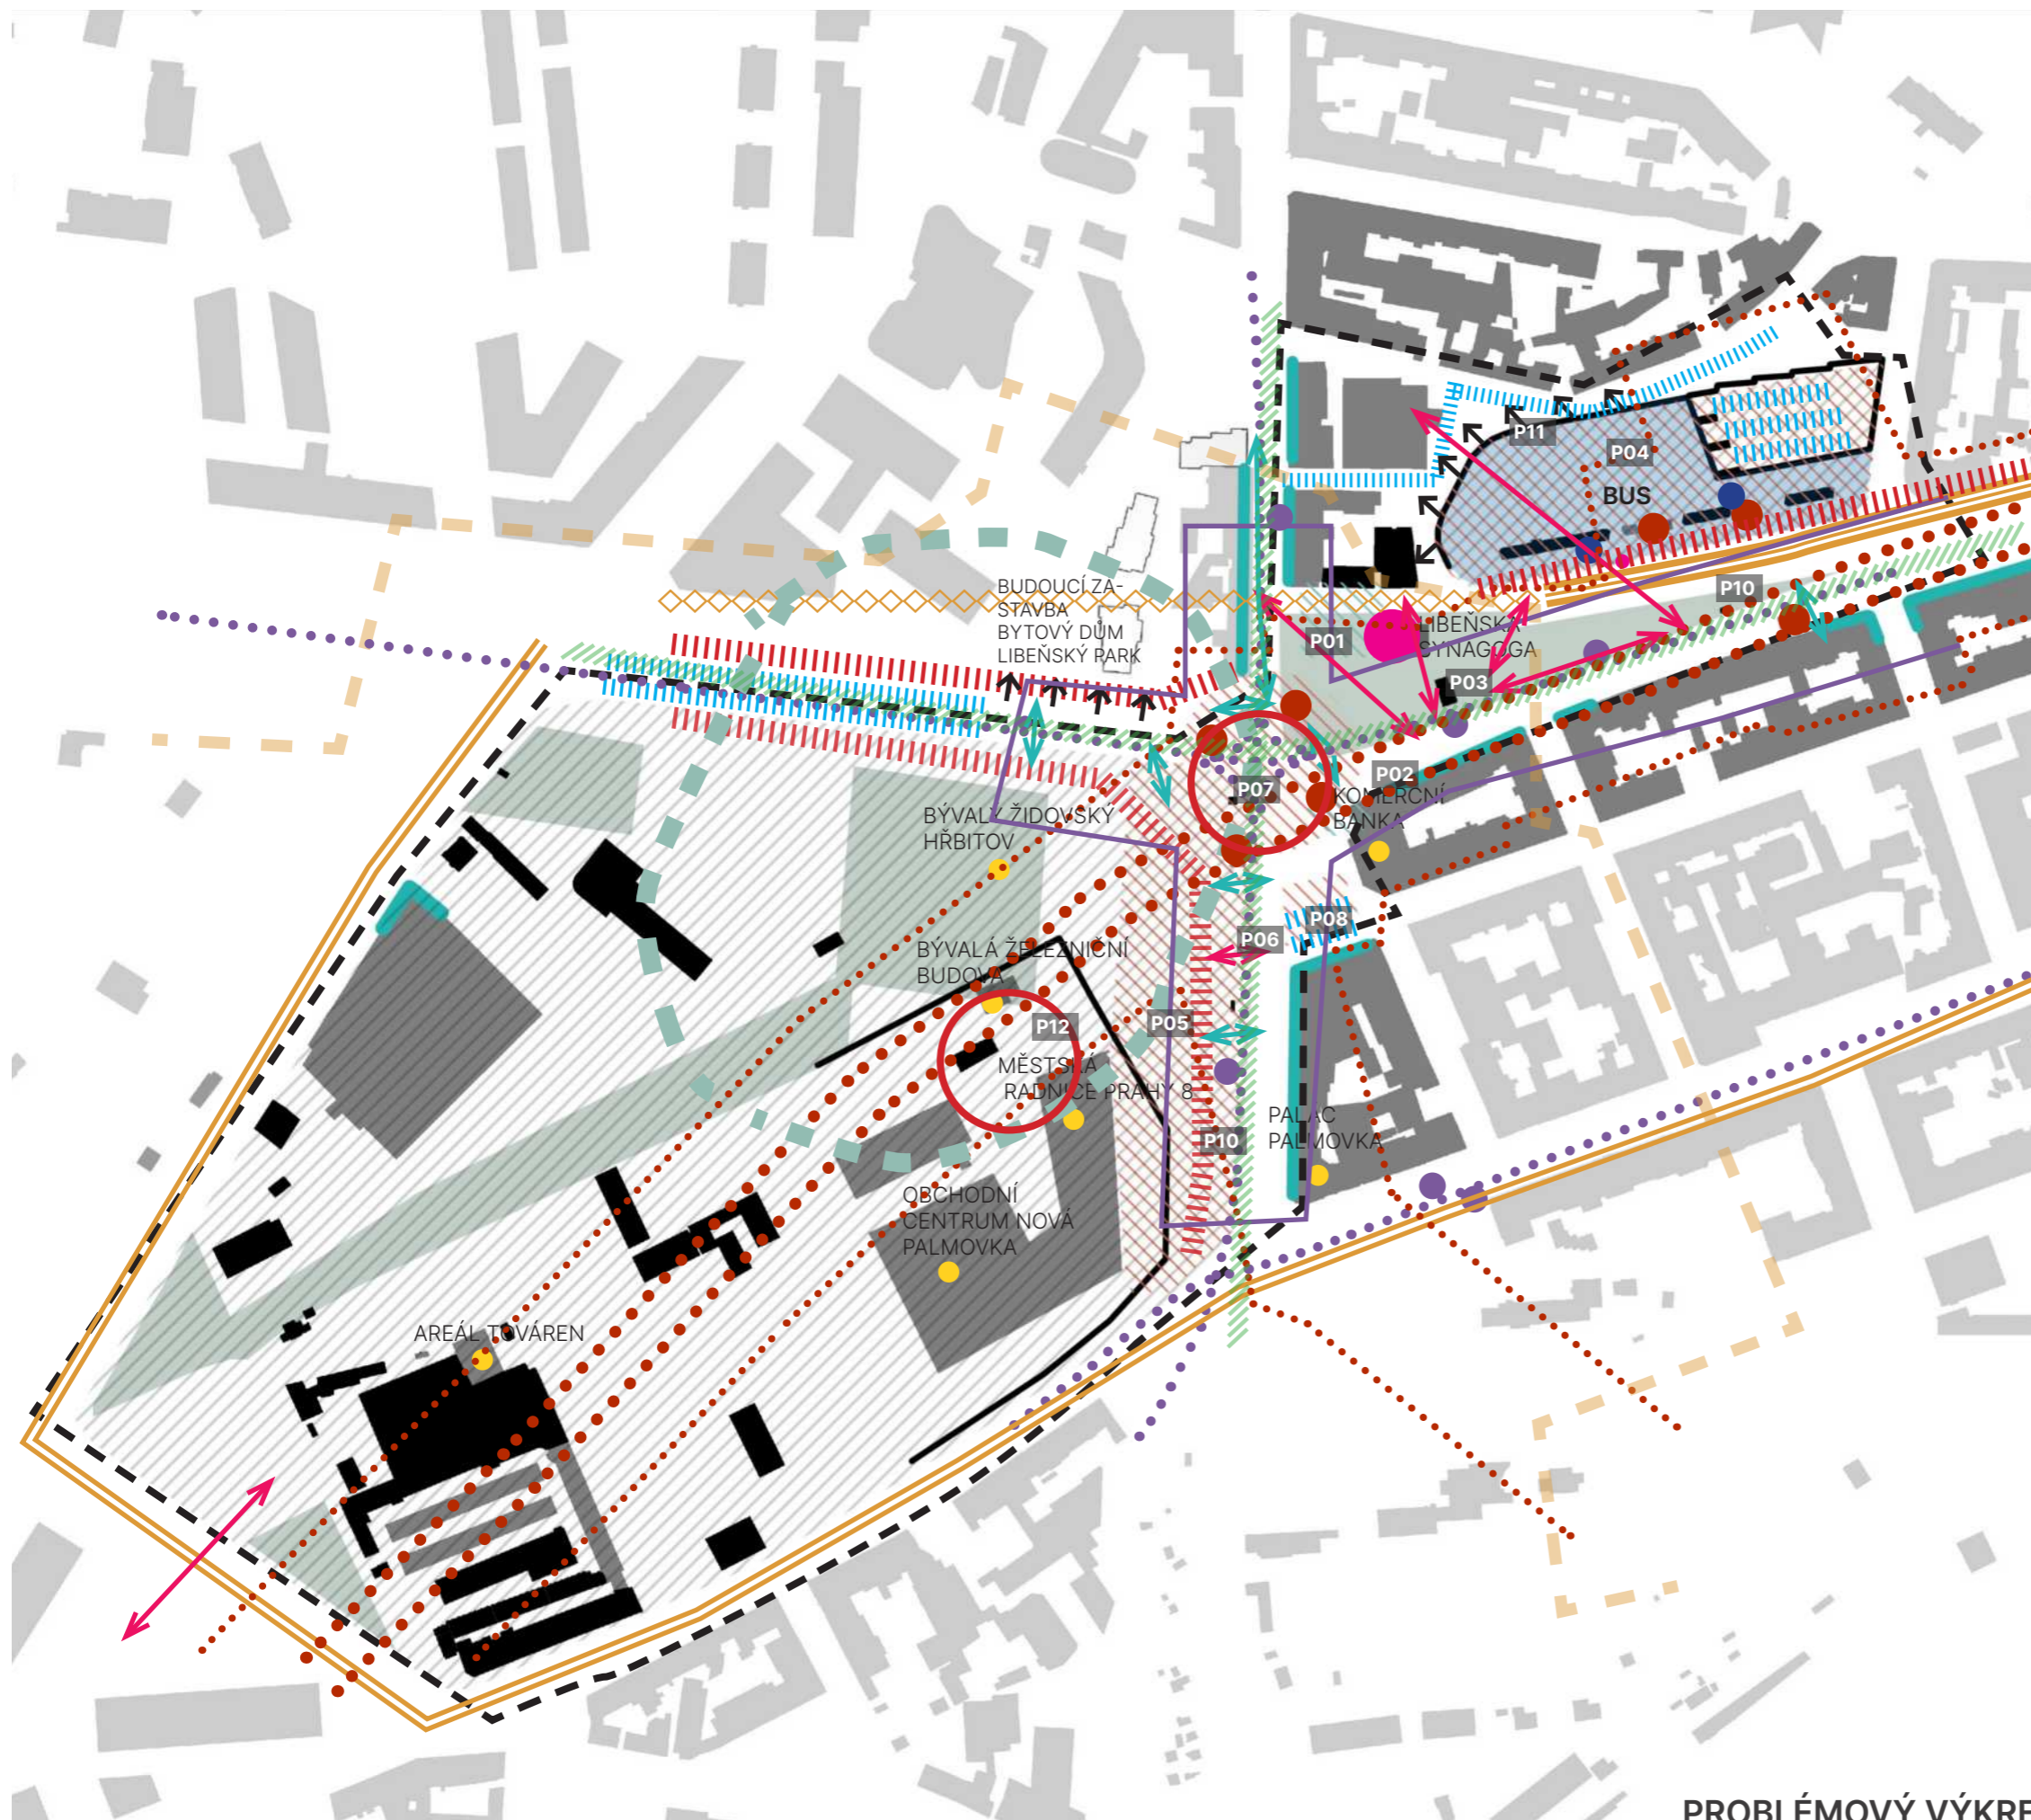 P11
P04
BUS
P10
BUDOUCÍ ZA-
STAVBA
BYTOVÝ DŮM
LIBEŇSKÝ PARK
P01
LIBEŇSKÁ
SYNAGOGA
P03
P02
P07
KOMERČNÍ
BANKA
BÝVALÝ ŽIDOVSKÝ
HŘBITOV
P08
P06
BÝVALÁ ŽELEZNIČNÍ
BUDOVA
P12
P05
MĚSTSKÁ
RADNICE PRAHY 8
PALÁC
PALMOVKA
P10
OBCHODNÍ
CENTRUM NOVÁ
PALMOVKA
AREÁL TOVÁREN
PROBLÉMOVÝ VÝKRE